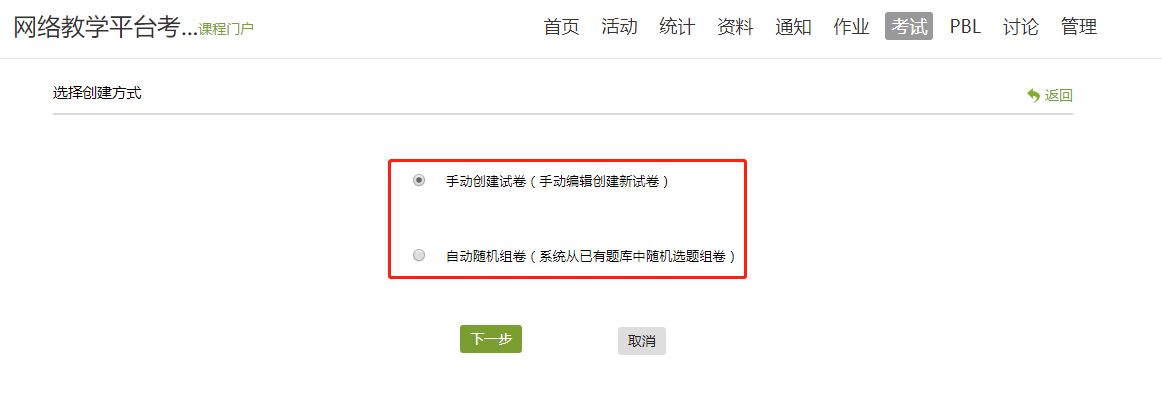 网络教学平台考...课程门户 首页 活动 统计 资料 通知 作业 考试 PBL 讨论 管理
选择创建方式 返回
手动创建试卷（手动编辑创建新试卷）
自动随机组卷（系统从已有题库中随机选题组卷）
下一步 取消